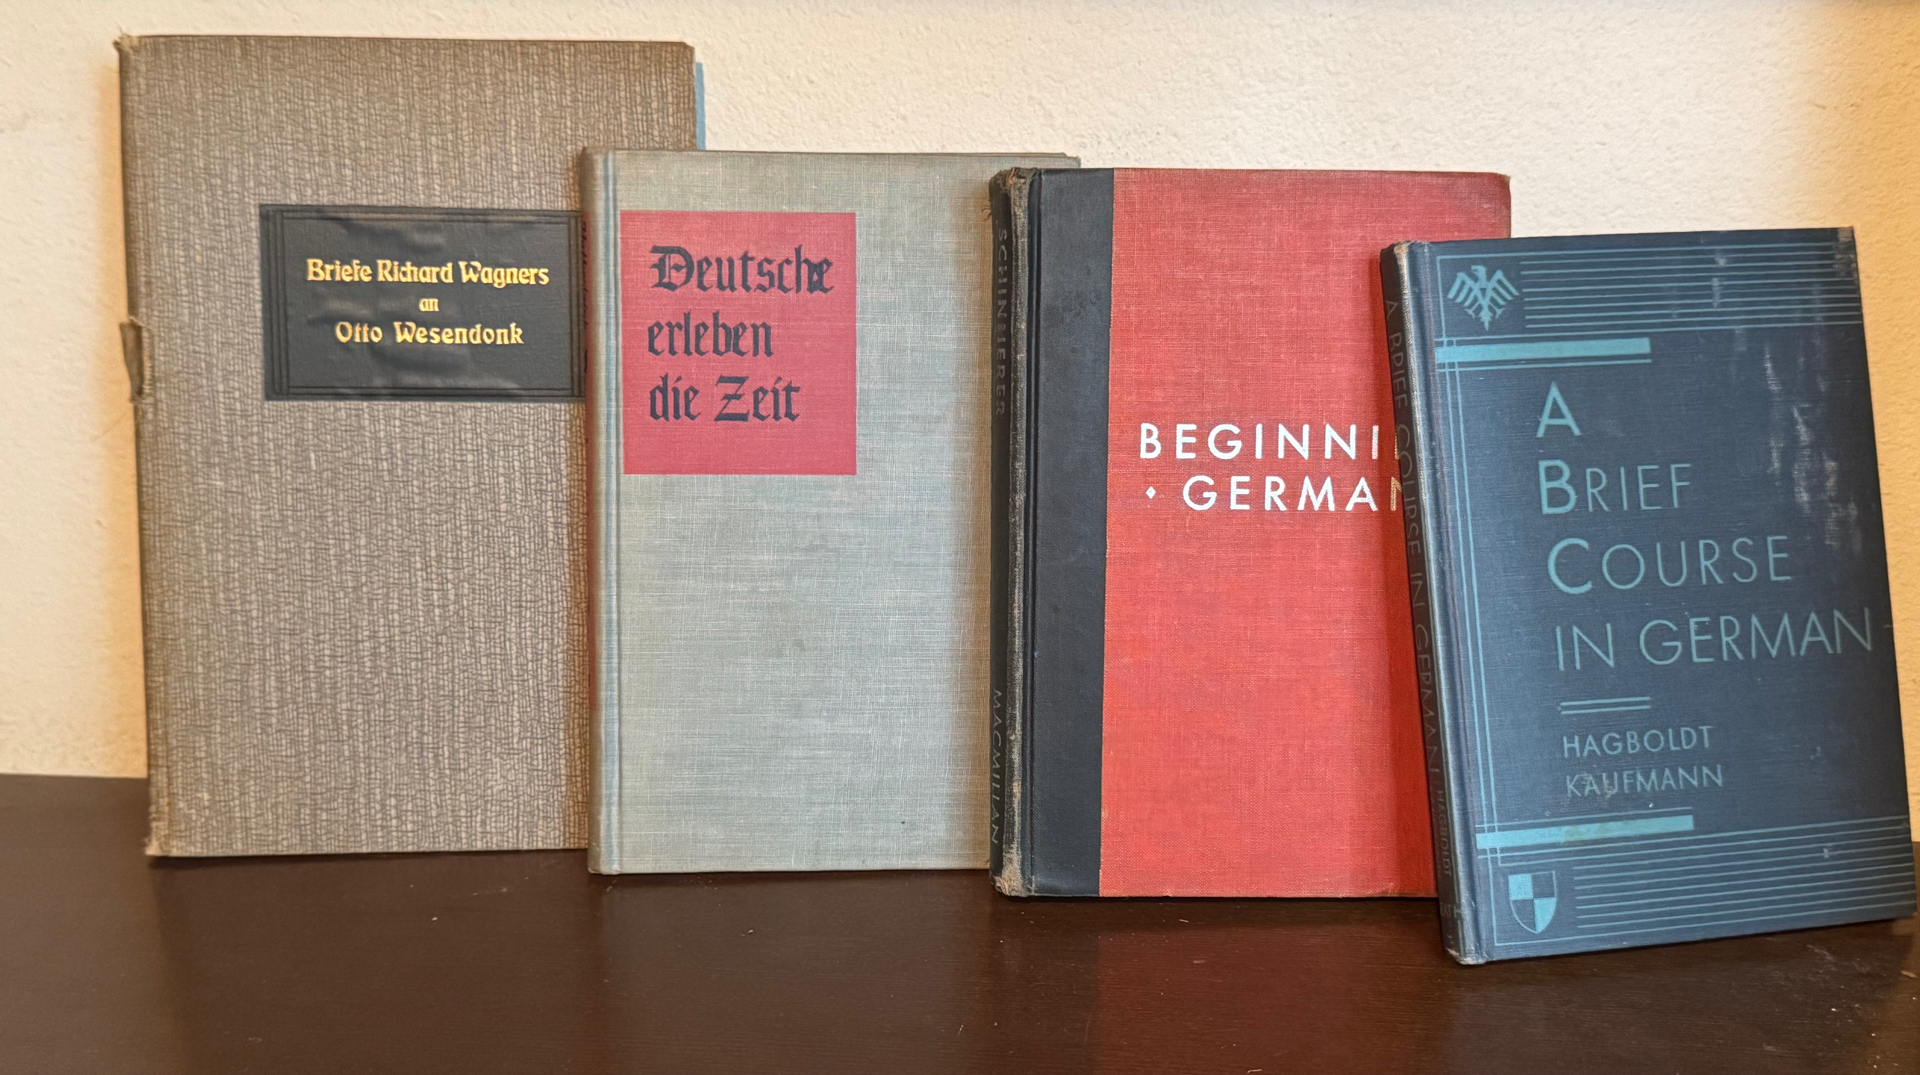 Briefe Richard Wagners
an
Otto Wesendonk
Deutsche
erleben
die Zeit
SCHINNERER
MACMILLAN
BEGINNI
GERMAN
A BRIEF COURSE IN GERMAN HAGBOLDT
A
BRIEF
COURSE
IN GERMAN
HAGBOLDT
KAUFMANN